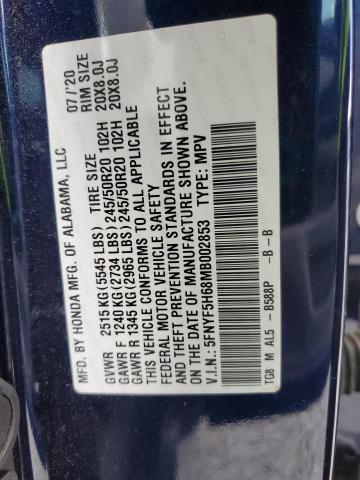 MFD. BY HONDA MFG. OF ALABAMA, LLC 07/'20
TIRE SIZE RIM SIZE
GVWR 2515 KG(5545 LBS)
GAWR F 1240 KG(2734 LBS) 245/50R20 102H 20X8.0J
GAWR R 1345 KG(2965 LBS) 245/50R20 102H 20X8.0J
THIS VEHICLE CONFORMS TO ALL APPLICABLE
FEDERAL MOTOR VEHICLE SAFETY
AND THEFT PREVENTION STANDARDS IN EFFECT
ON THE DATE OF MANUFACTURE SHOWN ABOVE.
V.I.N.: 5FNYF5H68MB002853 TYPE: MPV
TG8 M AL5 - B588P -B -B